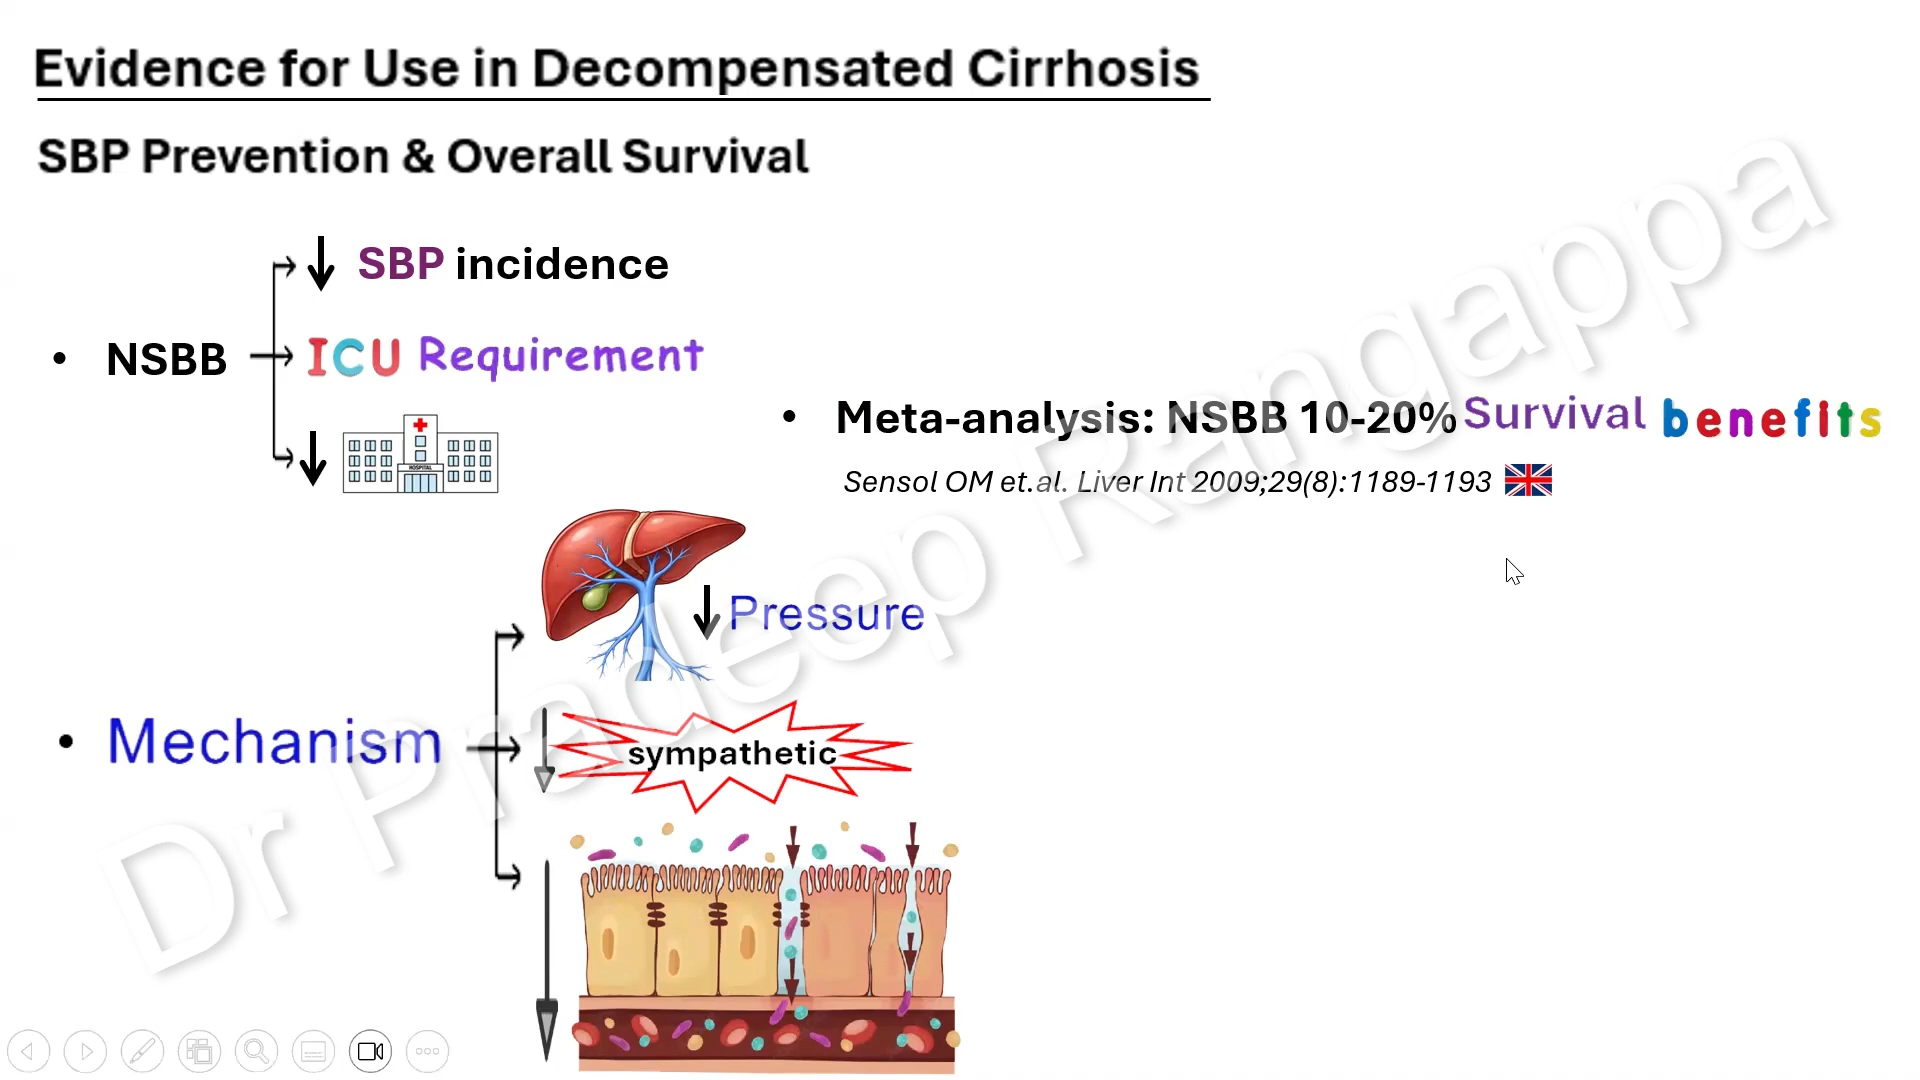 Evidence for Use in Decompensated Cirrhosis
SBP Prevention & Overall Survival
↓ SBP incidence
• NSBB
ICU Requirement
↓
HOSPITAL
• Meta-analysis: NSBB 10-20% Survival benefits
Sensol OM et.al. Liver Int 2009;29(8):1189-1193
↓ Pressure
• Mechanism
sympathetic
Dr Pradeep Rangappa